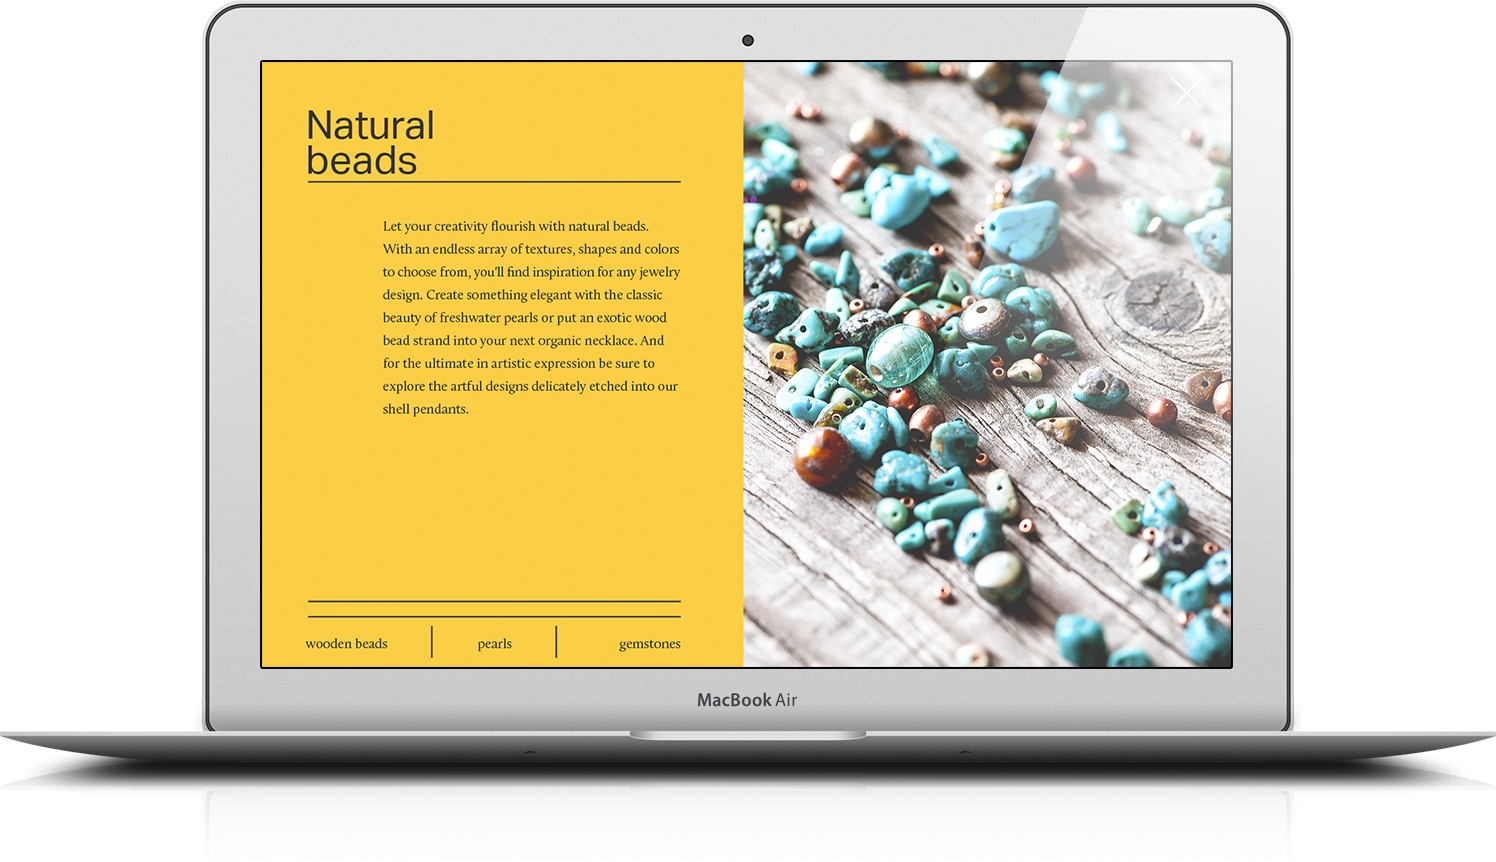 Natural
beads
Let your creativity flourish with natural beads.
With an endless array of textures, shapes and colors
to choose from, you'll find inspiration for any jewelry
design. Create something elegant with the classic
beauty of freshwater pearls or put an exotic wood
bead strand into your next organic necklace. And
for the ultimate in artistic expression be sure to
explore the artful designs delicately etched into our
shell pendants.
wooden beads pearls gemstones
MacBook Air